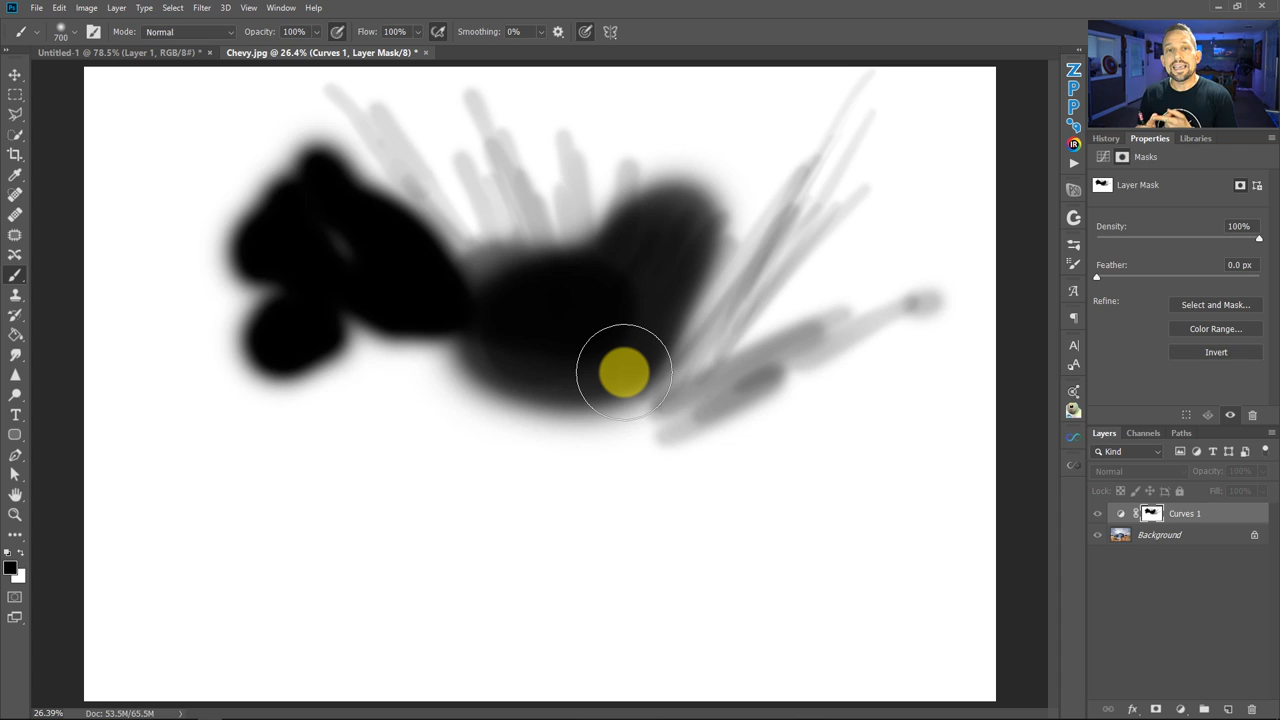 Ps File Edit Image Layer Type Select Filter 3D View Window Help
700 Mode: Normal Opacity: 100% Flow: 100% Smoothing: 0%
Untitled-1 @ 78.5% (Layer 1, RGB/8#) * × Chevy.jpg @ 26.4% (Curves 1, Layer Mask/8) * ×
Z
P
P
IR
History Properties Libraries
Masks
Layer Mask
Density: 100%
Feather: 0.0 px
Refine: Select and Mask...
Color Range...
Invert
Layers Channels Paths
Kind
Normal Opacity: 100%
Lock: Fill: 100%
Curves 1
Background
fx
26.39% Doc: 53.5M/65.5M